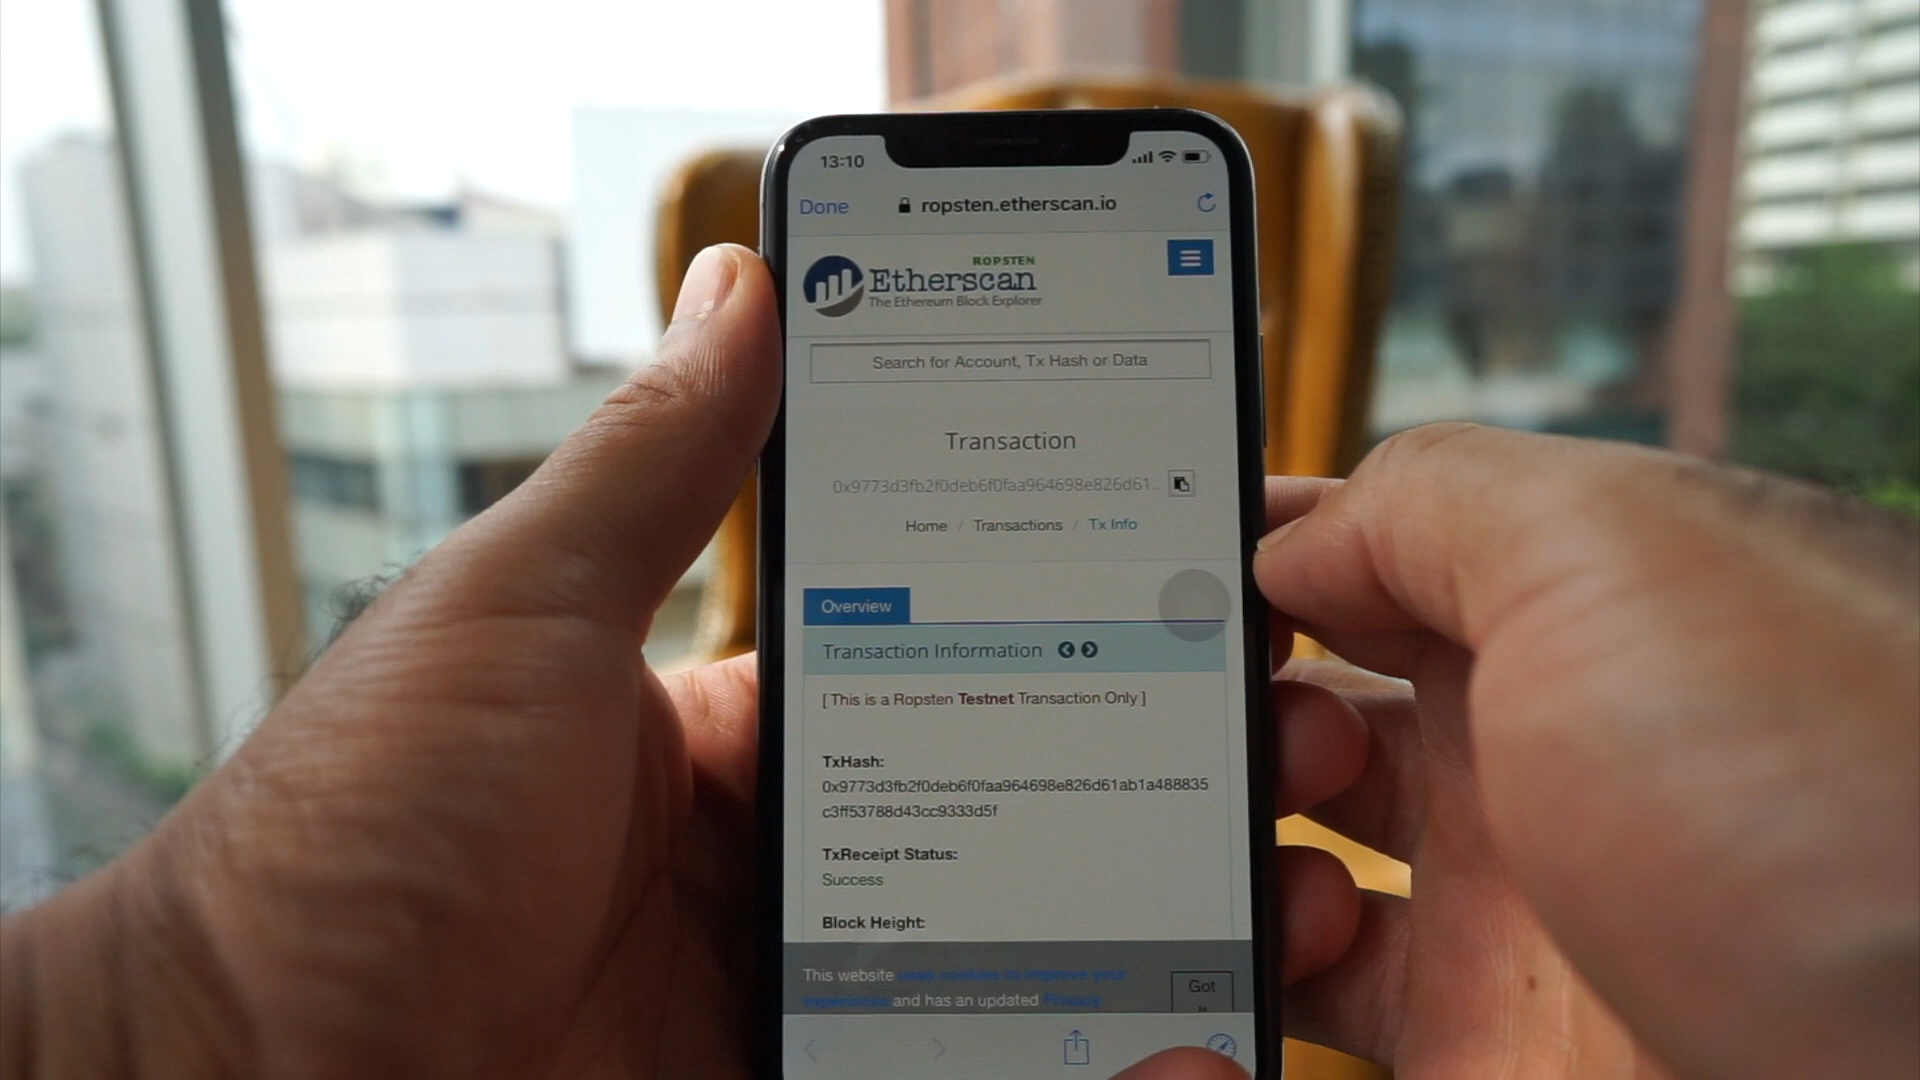 13:10
Done
ropsten.etherscan.io
ROPSTEN
Etherscan
The Ethereum Block Explorer
Search for Account, Tx Hash or Data
Transaction
0x9773d3fb2f0deb6f0faa964698e826d61..
Home / Transactions / Tx Info
Overview
Transaction Information
[ This is a Ropsten Testnet Transaction Only ]
TxHash:
0x9773d3fb2f0deb6f0faa964698e826d61ab1a488835
c3ff53788d43cc9333d5f
TxReceipt Status:
Success
Block Height:
This website uses cookies to improve your
experience and has an updated Privacy
Got